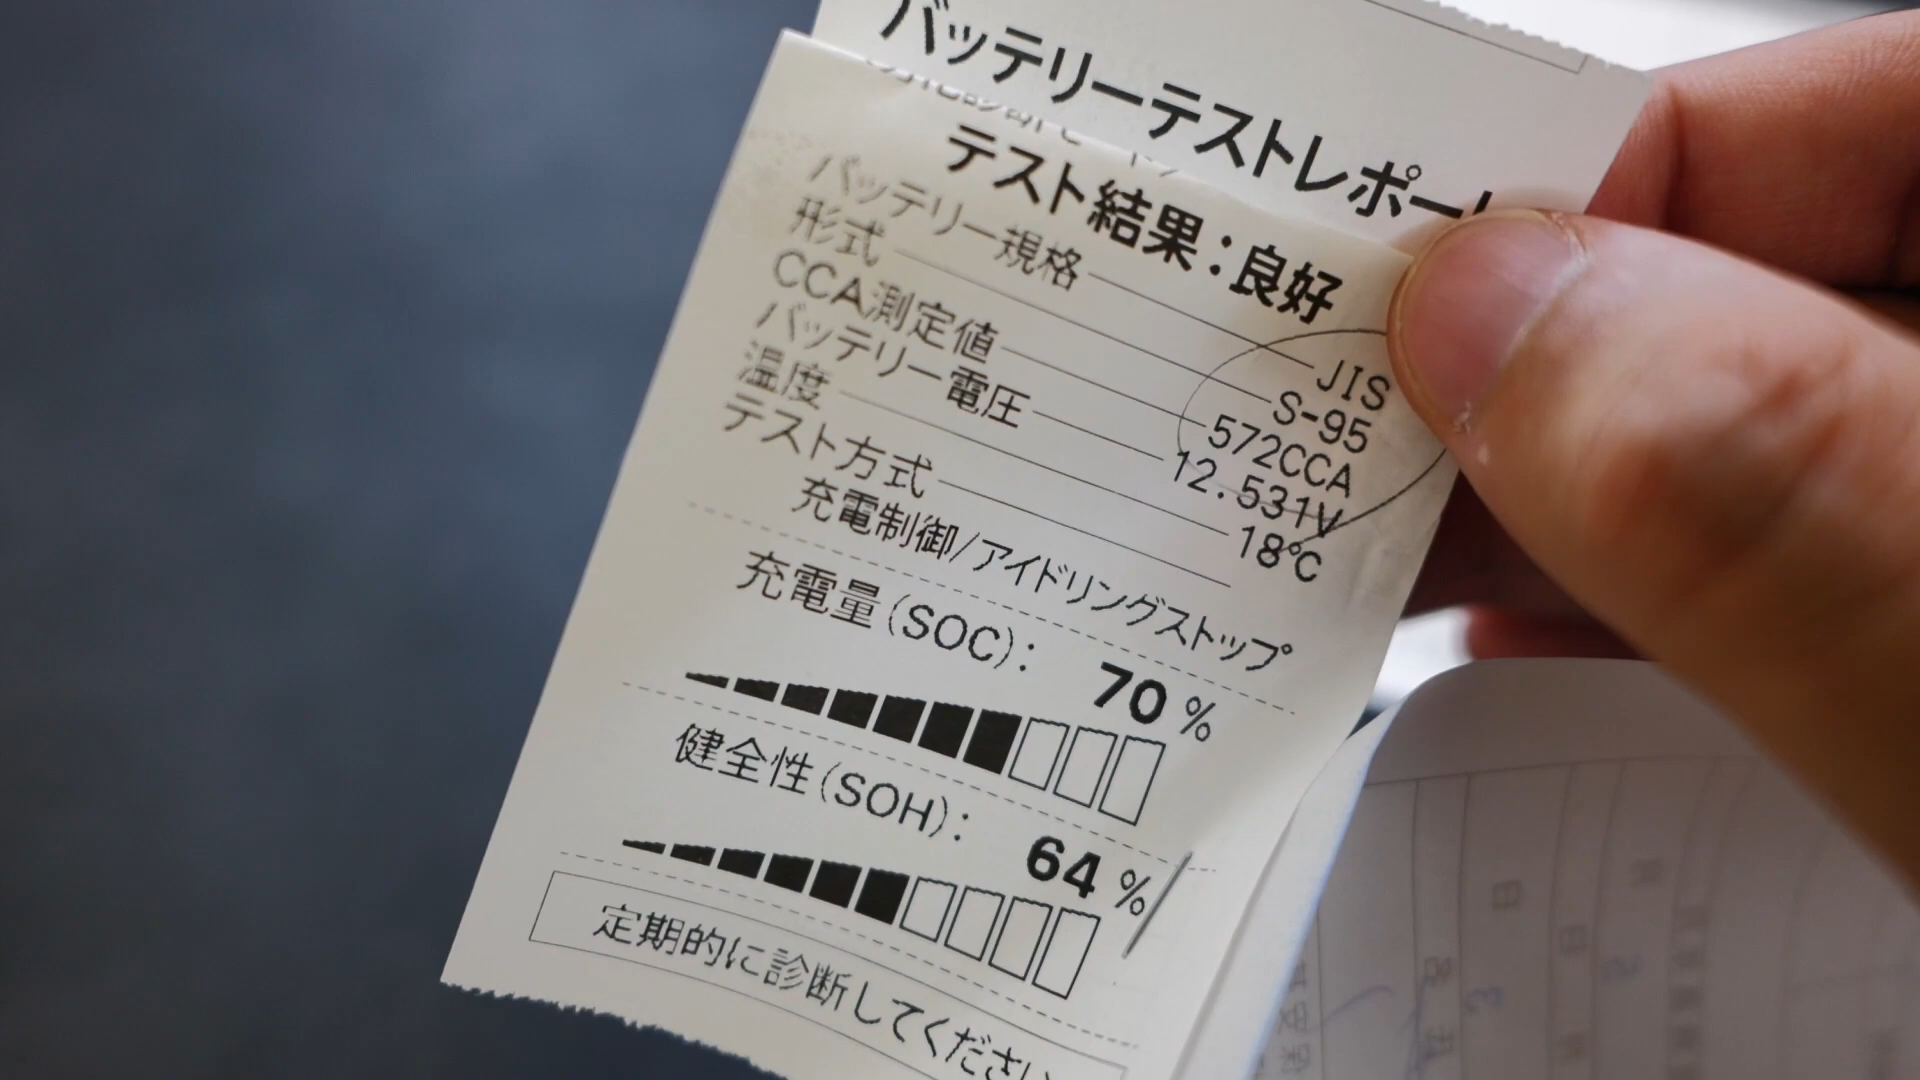 バッテリーテストレポー
テスト結果：良好
バッテリー規格 JIS
形式 S-95
CCA測定値 572CCA
バッテリー電圧 12.531V
温度 18℃
テスト方式
充電制御/アイドリングストップ
充電量(SOC): 70 %
健全性(SOH): 64 %
定期的に診断してください